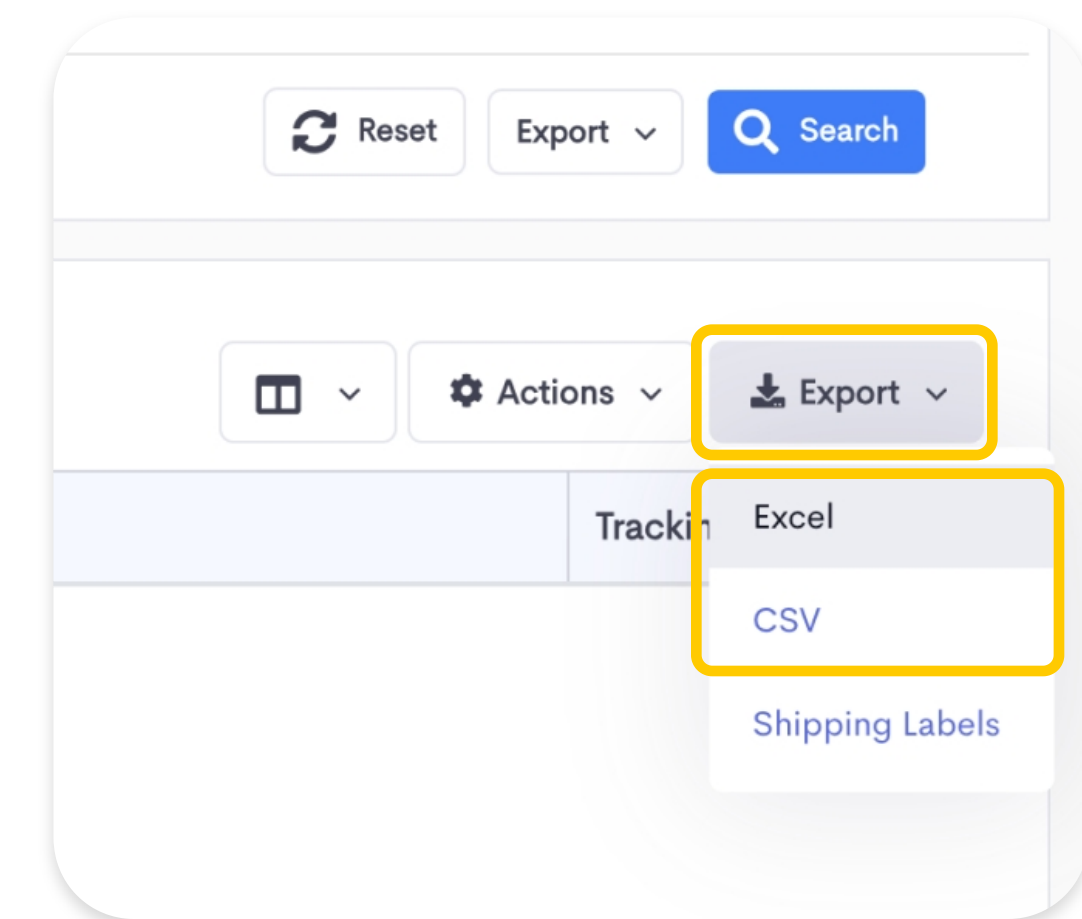 Reset Export Search
Actions Export
Excel
CSV
Shipping Labels